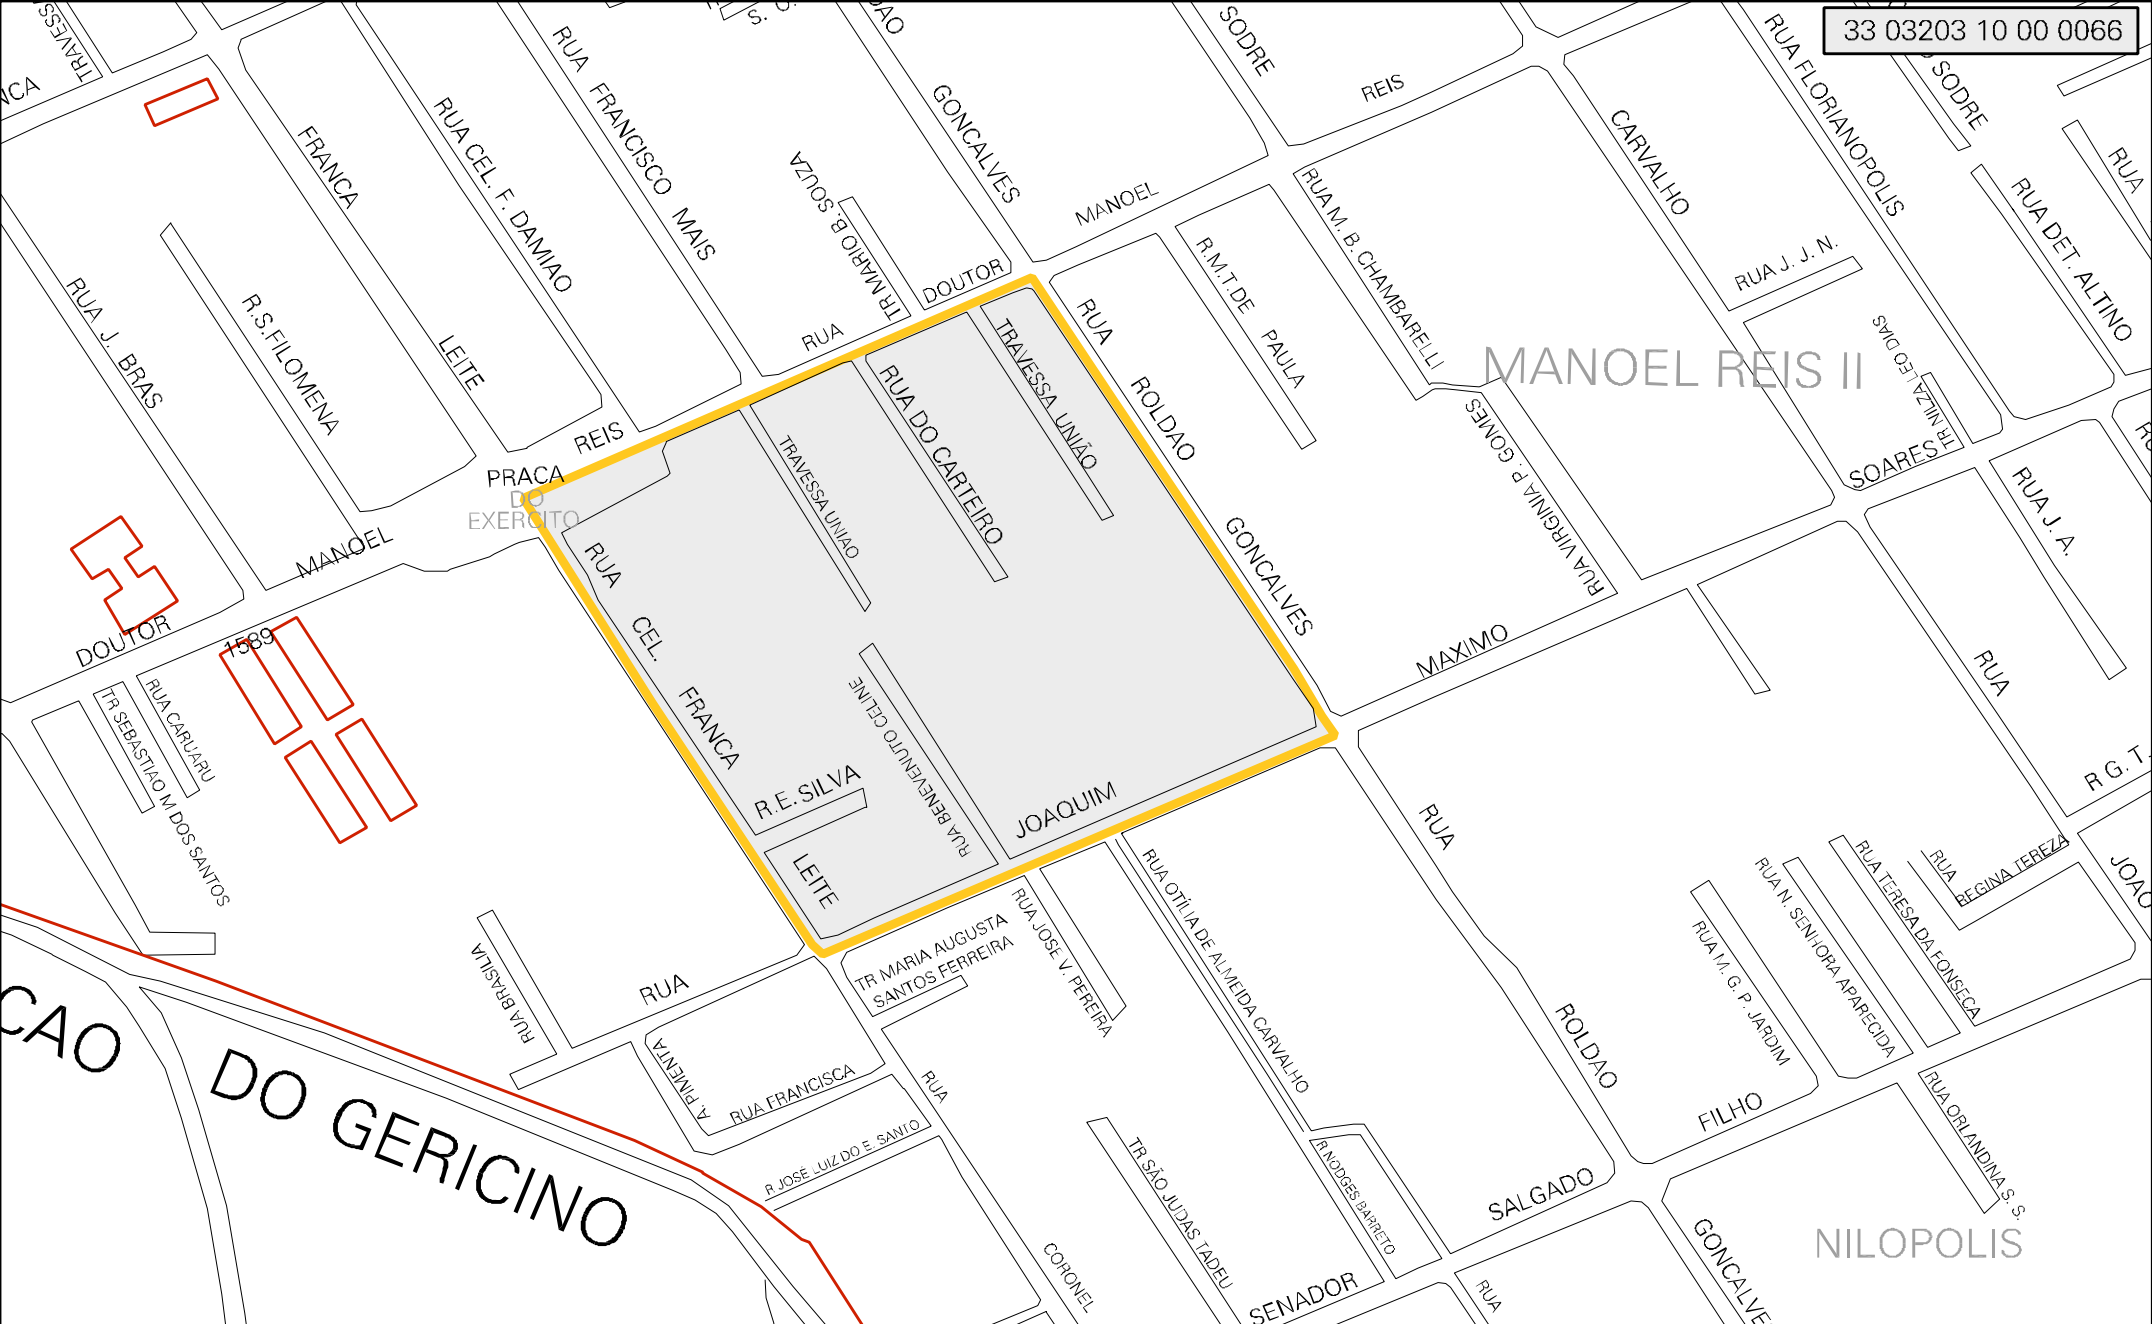 33 03203 10 00 0066
TRAVESS
FRANCA
LEITE
RUA CEL. F. DAMIAO
RUA FRANCISCO MAIS
TR MARIO B. SOUZA
GONCALVES
SODRE
REIS
MANOEL
DOUTOR
RUA
REIS
PRACA
DO
EXERCITO
MANOEL
DOUTOR
RUA FLORIANOPOLIS
SODRE
CARVALHO
RUA
RUA DET. ALTINO
RUA J. J. N.
TR NILZA LEO DIAS
RUA M. B. CHAMBARELLI
R.M.T.DE PAULA
MANOEL REIS II
RUA J. BRAS
R.S.FILOMENA
RUA ROLDAO GONCALVES
TRAVESSA UNIÃO
RUA DO CARTEIRO
TRAVESSA UNIAO
RUA VIRGINIA P. GOMES
SOARES
RUA J. A.
MAXIMO
RUA
R G. T.
1589
RUA CARUARU
TR SEBASTIAO M DOS SANTOS
RUA CEL. FRANCA LEITE
R.E. SILVA
RUA BENEVENUTO CELINE
JOAQUIM
RUA
RUA BRASILIA
TR MARIA AUGUSTA
SANTOS FERREIRA
RUA JOSE V. PEREIRA
RUA OTILIA DE ALMEIDA CARVALHO
RUA ROLDAO
RUA M. G. P. JARDIM
RUA N. SENHORA APARECIDA
RUA TERESA DA FONSECA
RUA
REGINA TEREZA
CAO DO GERICINO
A. PIMENTA
RUA FRANCISCA
R JOSÉ LUIZ DO E. SANTO
RUA
CORONEL
TR SÃO JUDAS TADEU
R NODGES BARRETO
SENADOR
SALGADO
FILHO
RUA
RUA ORLANDINA S. S.
NILOPOLIS